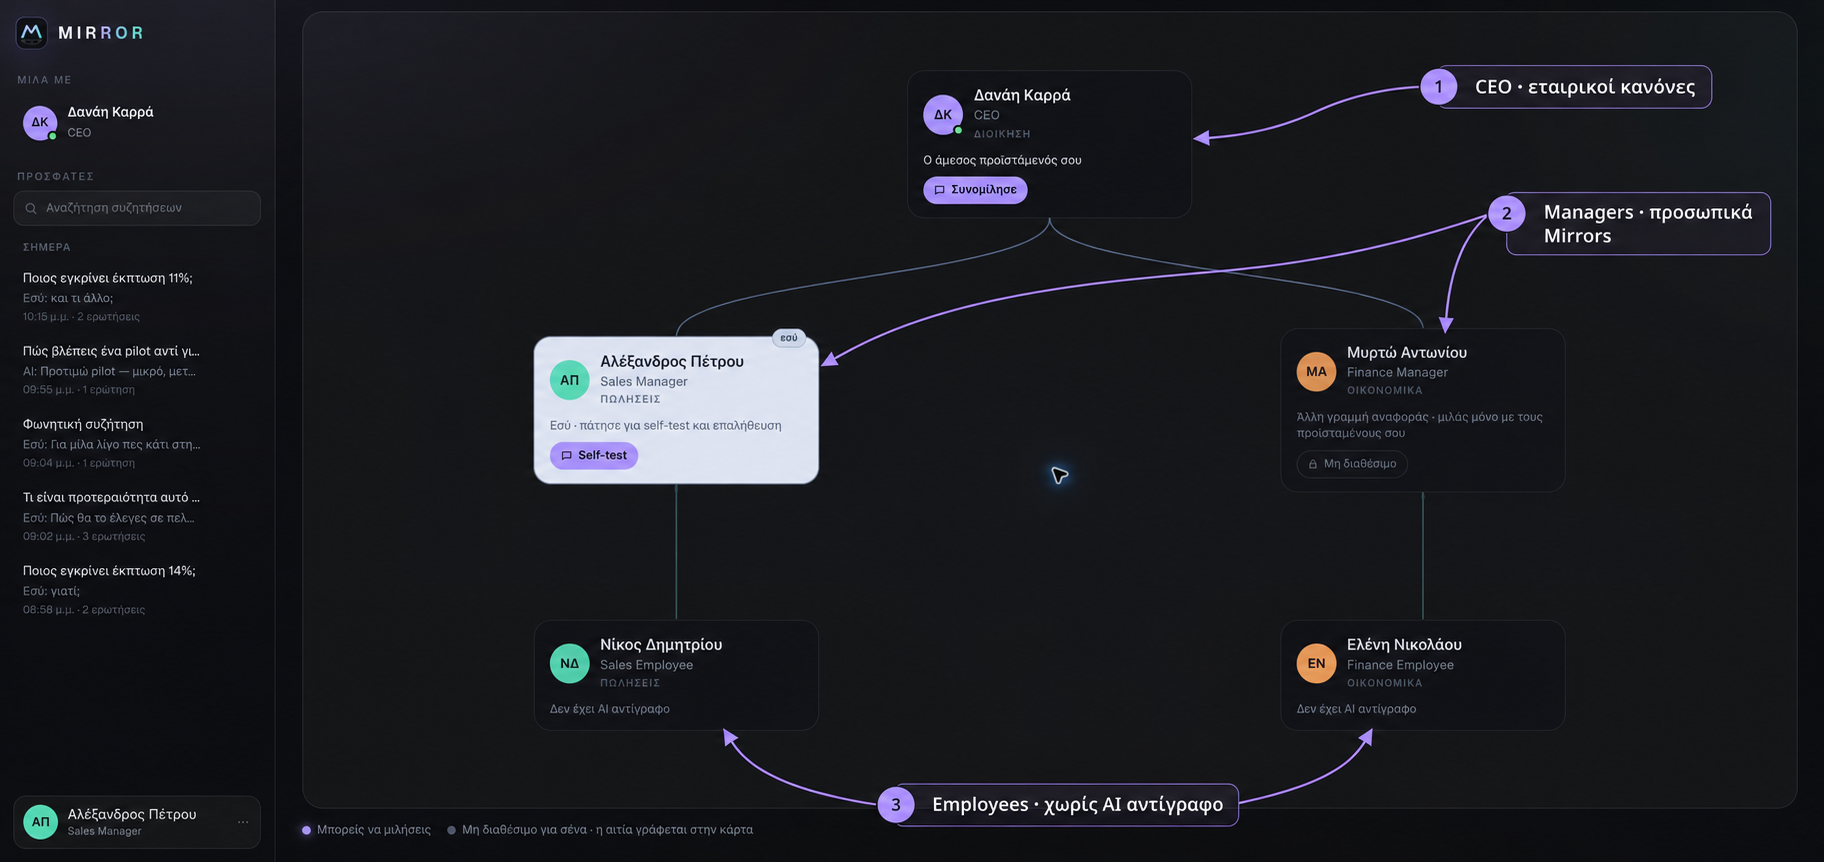 MIRROR
ΜΙΛΑ ΜΕ
ΔΚ
Δανάη Καρρά
CEO
ΠΡΟΣΦΑΤΕΣ
Αναζήτηση συζητήσεων
ΣΗΜΕΡΑ
Ποιος εγκρίνει έκπτωση 11%;
Εσύ: και τι άλλο;
10:15 μ.μ. · 2 ερωτήσεις
Πώς βλέπεις ένα pilot αντί γι...
AI: Προτιμώ pilot — μικρό, μετ...
09:55 μ.μ. · 1 ερώτηση
Φωνητική συζήτηση
Εσύ: Για μίλα λίγο πες κάτι στη...
09:04 μ.μ. · 1 ερώτηση
Τι είναι προτεραιότητα αυτό ...
Εσύ: Πώς θα το έλεγες σε πελ...
09:02 μ.μ. · 3 ερωτήσεις
Ποιος εγκρίνει έκπτωση 14%;
Εσύ: γιατί;
08:58 μ.μ. · 2 ερωτήσεις
ΑΠ
Αλέξανδρος Πέτρου
Sales Manager
...
ΔΚ
Δανάη Καρρά
CEO
ΔΙΟΙΚΗΣΗ
Ο άμεσος προϊστάμενός σου
Συνομίλησε
1
CEO · εταιρικοί κανόνες
2
Managers · προσωπικά
Mirrors
εσύ
ΑΠ
Αλέξανδρος Πέτρου
Sales Manager
ΠΩΛΗΣΕΙΣ
Εσύ · πάτησε για self-test και επαλήθευση
Self-test
ΜΑ
Μυρτώ Αντωνίου
Finance Manager
ΟΙΚΟΝΟΜΙΚΑ
Άλλη γραμμή αναφοράς · μιλάς μόνο με τους
προϊσταμένους σου
Μη διαθέσιμο
ΝΔ
Νίκος Δημητρίου
Sales Employee
ΠΩΛΗΣΕΙΣ
Δεν έχει AI αντίγραφο
ΕΝ
Ελένη Νικολάου
Finance Employee
ΟΙΚΟΝΟΜΙΚΑ
Δεν έχει AI αντίγραφο
3
Employees · χωρίς AI αντίγραφο
Μπορείς να μιλήσεις
Μη διαθέσιμο για σένα · η αιτία γράφεται στην κάρτα